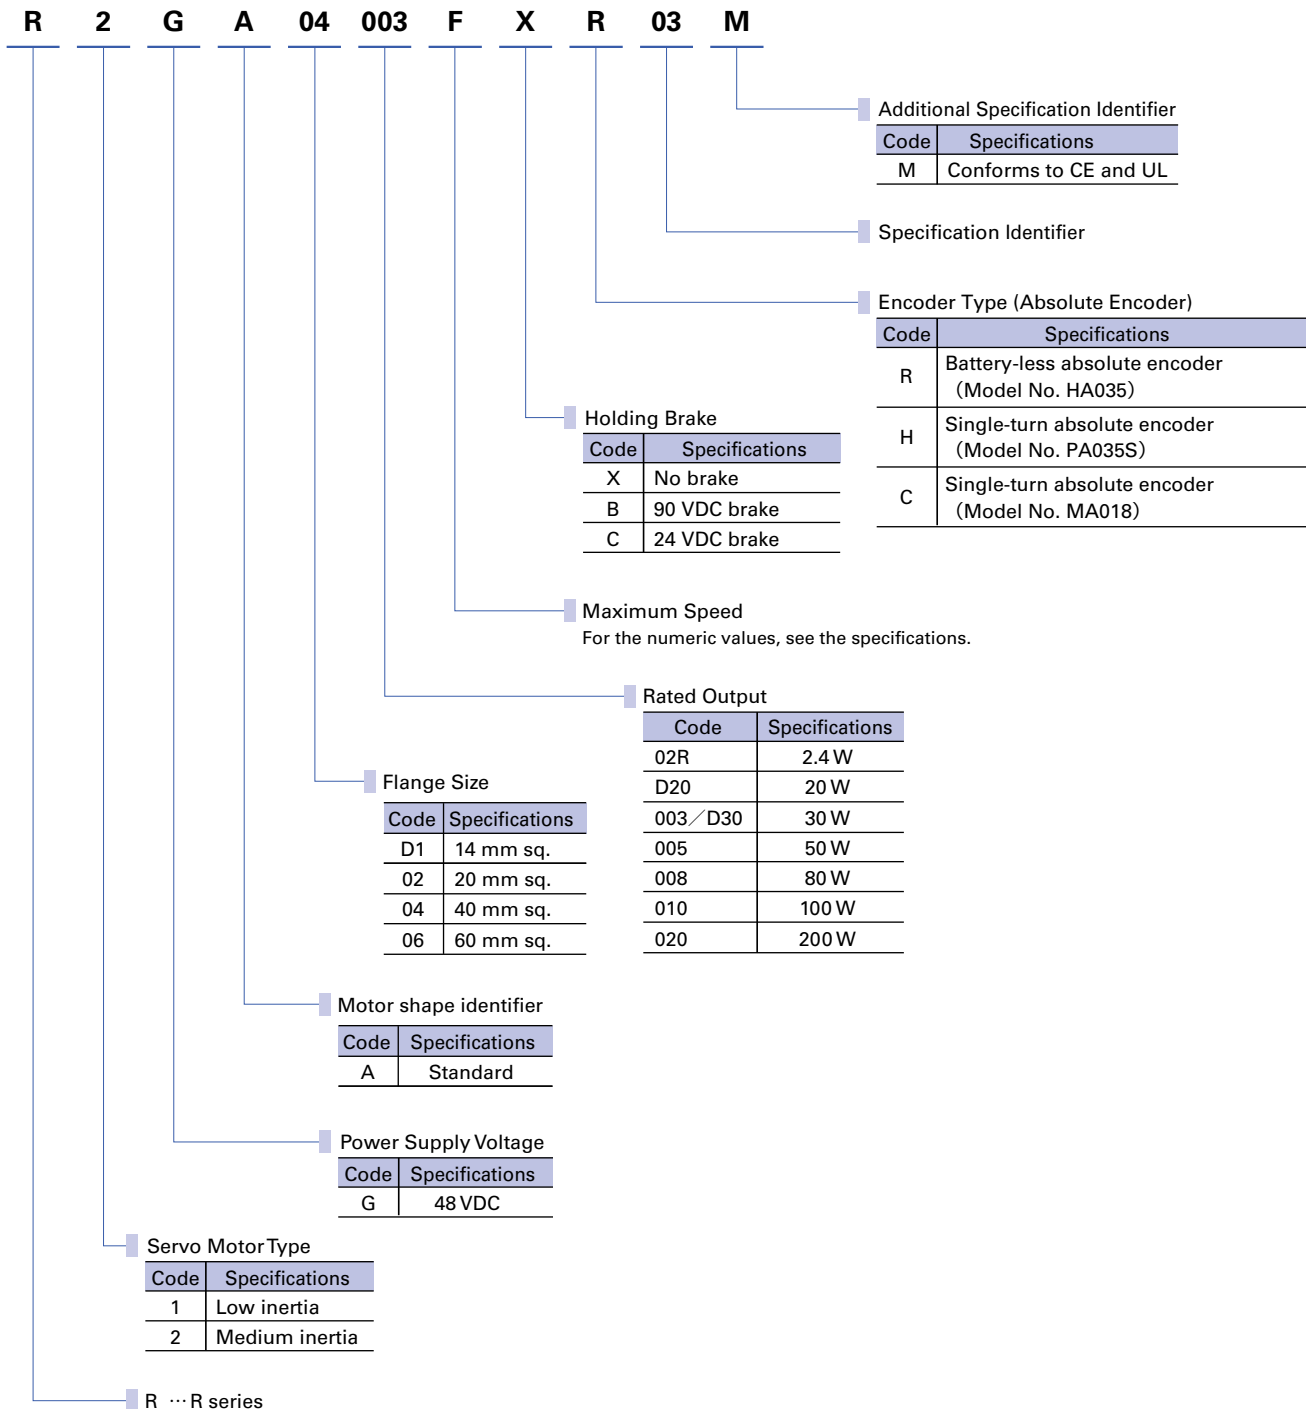 R 2 G A 04 003 F X R 03 M
Additional Specification Identifier
Code Specifications
M Conforms to CE and UL
Specification Identifier
Encoder Type (Absolute Encoder)
Code Specifications
R Battery-less absolute encoder
(Model No. HA035)
H Single-turn absolute encoder
(Model No. PA035S)
C Single-turn absolute encoder
(Model No. MA018)
Holding Brake
Code Specifications
X No brake
B 90 VDC brake
C 24 VDC brake
Maximum Speed
For the numeric values, see the specifications.
Rated Output
Code Specifications
02R 2.4 W
D20 20 W
003/D30 30 W
005 50 W
008 80 W
010 100 W
020 200 W
Flange Size
Code Specifications
D1 14 mm sq.
02 20 mm sq.
04 40 mm sq.
06 60 mm sq.
Motor shape identifier
Code Specifications
A Standard
Power Supply Voltage
Code Specifications
G 48 VDC
Servo Motor Type
Code Specifications
1 Low inertia
2 Medium inertia
R …R series